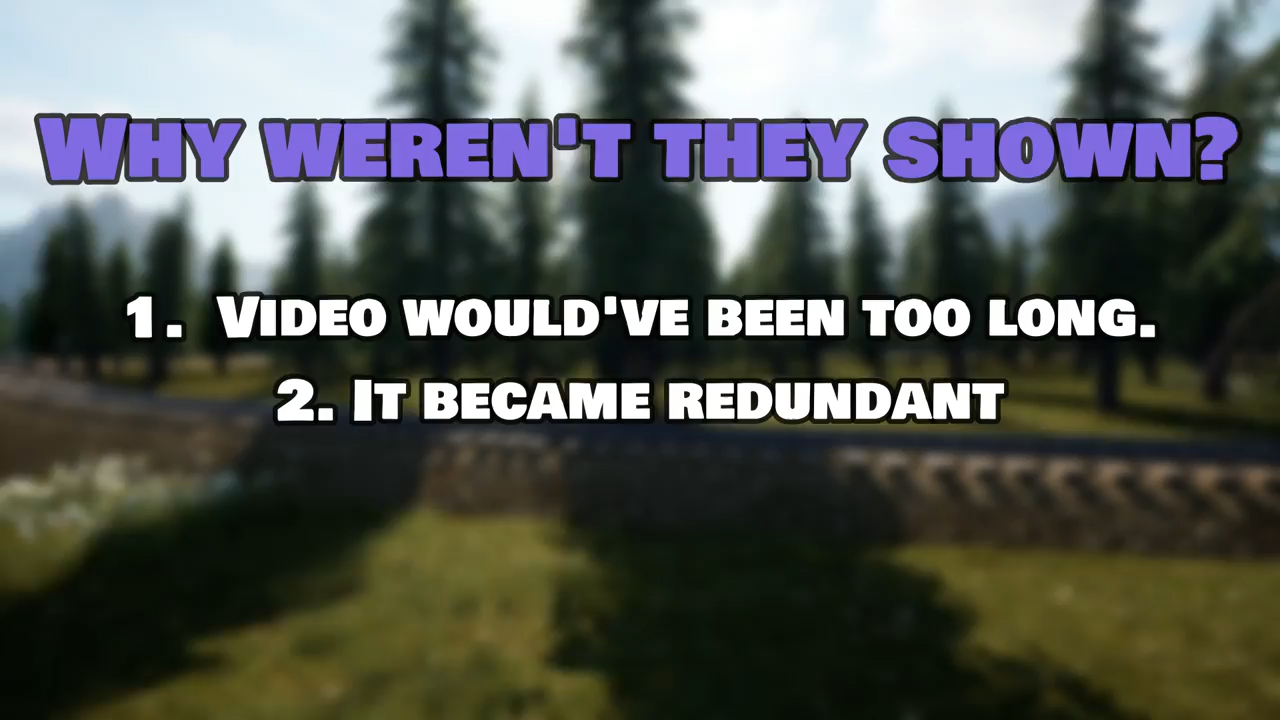 Why weren't they shown?
1. Video would've been too long.
2. It became redundant